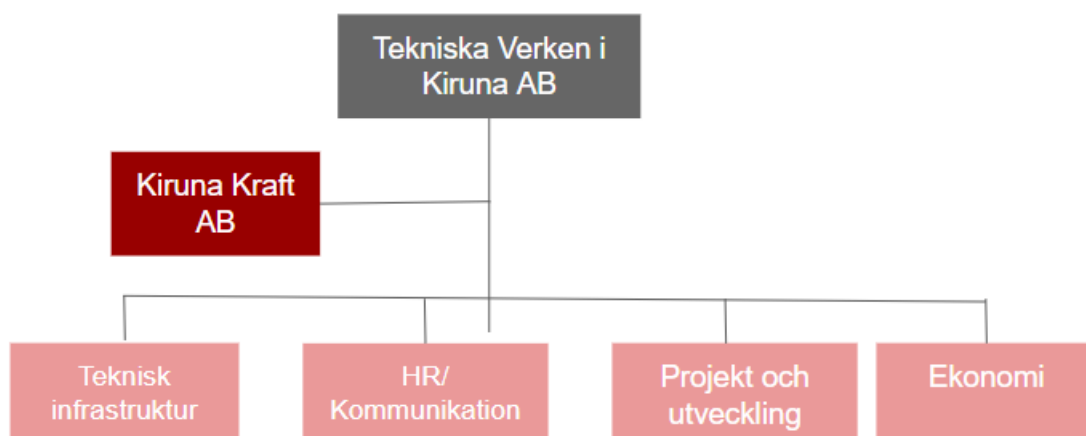 Tekniska Verken i
Kiruna AB
Kiruna Kraft
AB
Teknisk
infrastruktur
HR/
Kommunikation
Projekt och
utveckling
Ekonomi